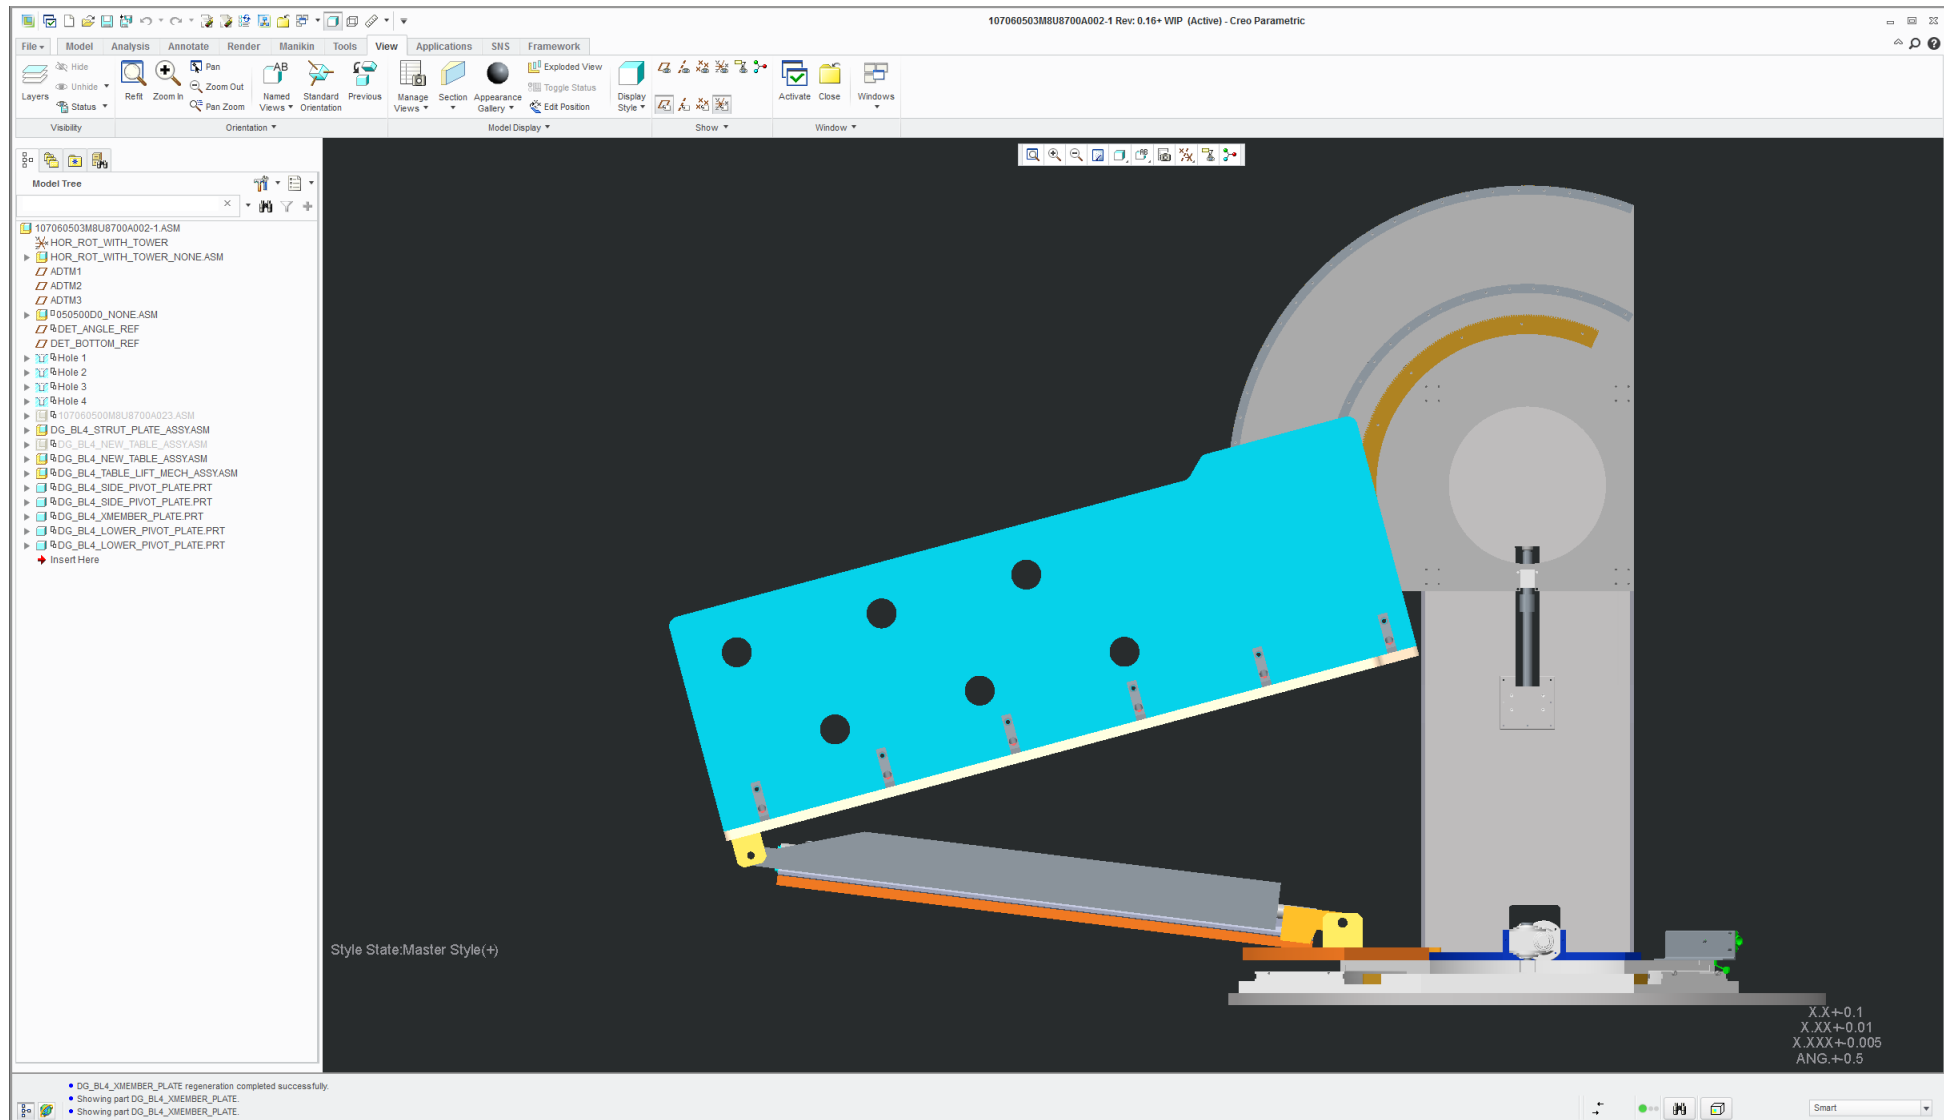 107060503M8U8700A002-1 Rev: 0.16+ WIP (Active) - Creo Parametric
File Model Analysis Annotate Render Manikin Tools View Applications SNS Framework
Layers
Hide
Unhide
Status
Visibility
Refit
Zoom In
Pan
Zoom Out
Pan Zoom
Named Views
Standard Orientation
Previous
Orientation
Manage Views
Section
Appearance Gallery
Exploded View
Toggle Status
Edit Position
Model Display
Display Style
Show
Activate
Close
Windows
Window
Model Tree
107060503M8U8700A002-1.ASM
HOR_ROT_WITH_TOWER
HOR_ROT_WITH_TOWER_NONE.ASM
ADTM1
ADTM2
ADTM3
050500D0_NONE.ASM
DET_ANGLE_REF
DET_BOTTOM_REF
Hole 1
Hole 2
Hole 3
Hole 4
107060500M8U8700A023.ASM
DG_BL4_STRUT_PLATE_ASSY.ASM
DG_BL4_NEW_TABLE_ASSY.ASM
DG_BL4_NEW_TABLE_ASSY.ASM
DG_BL4_TABLE_LIFT_MECH_ASSY.ASM
DG_BL4_SIDE_PIVOT_PLATE.PRT
DG_BL4_SIDE_PIVOT_PLATE.PRT
DG_BL4_XMEMBER_PLATE.PRT
DG_BL4_LOWER_PIVOT_PLATE.PRT
DG_BL4_LOWER_PIVOT_PLATE.PRT
Insert Here
Style State:Master Style(+)
X.X+-0.1
X.XX+-0.01
X.XXX+-0.005
ANG.+-0.5
DG_BL4_XMEMBER_PLATE regeneration completed successfully.
Showing part DG_BL4_XMEMBER_PLATE.
Showing part DG_BL4_XMEMBER_PLATE.
Smart